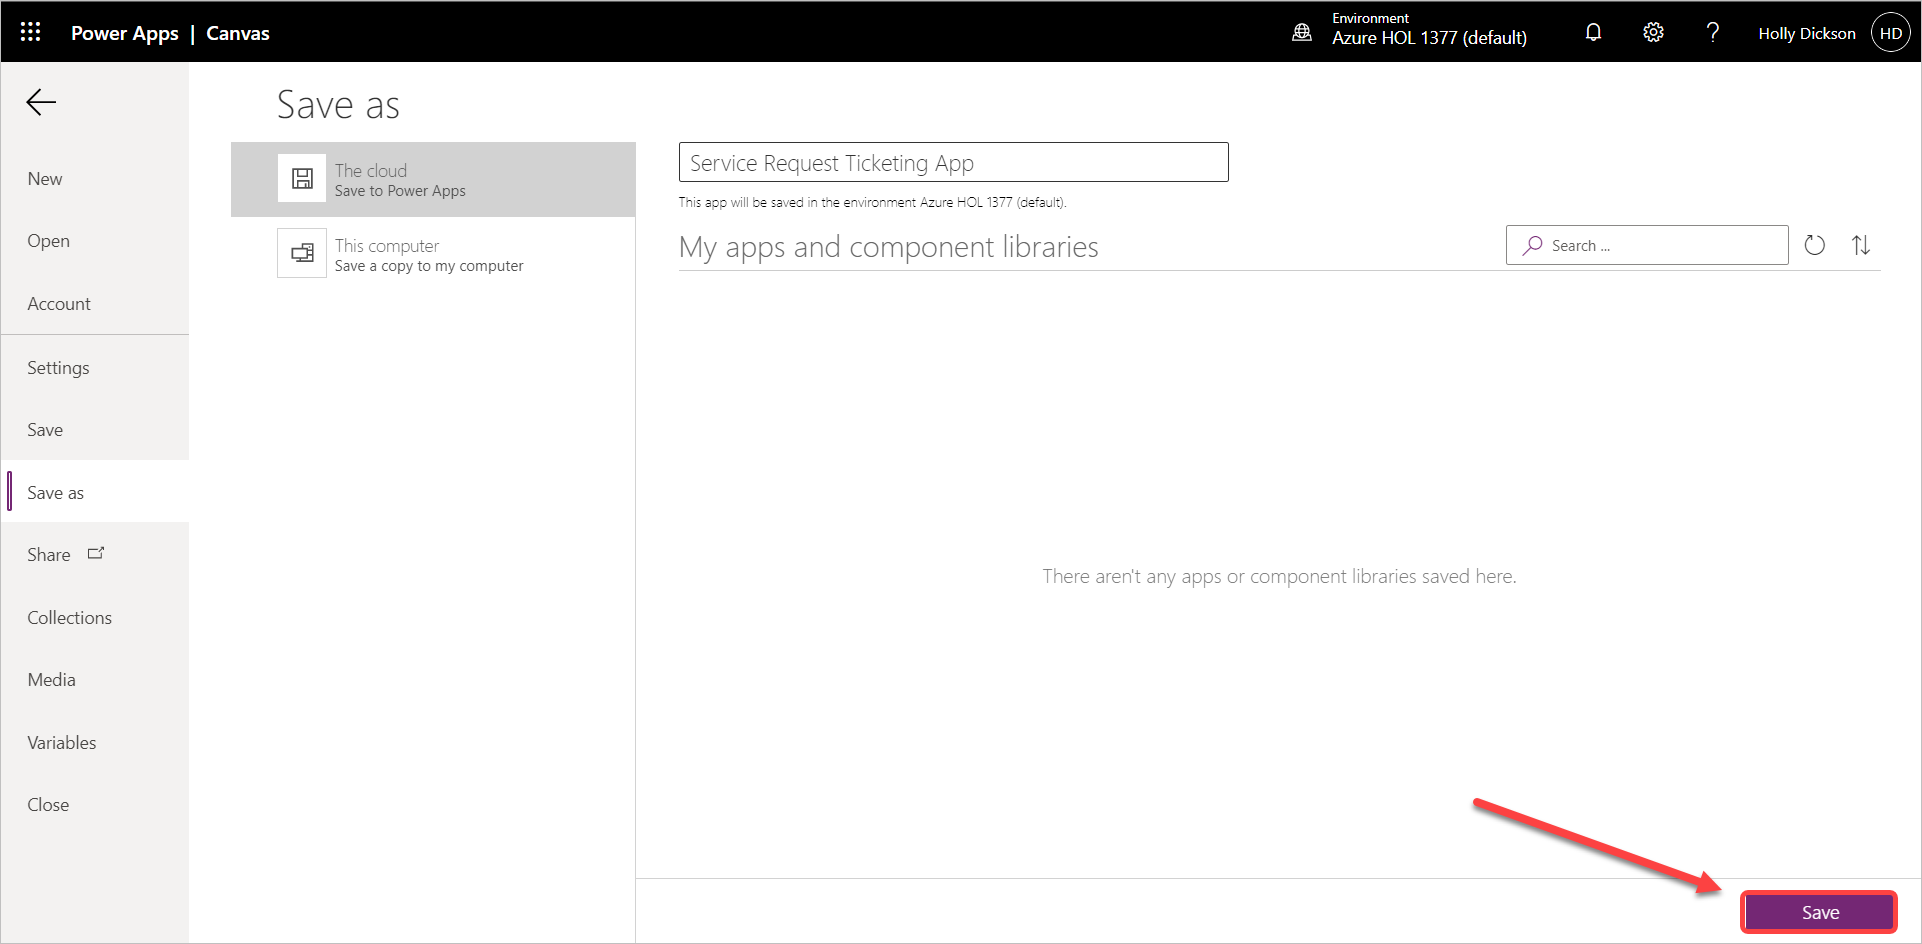 Power Apps | Canvas
Environment
Azure HOL 1377 (default)
Holly Dickson
HD
New
Open
Account
Settings
Save
Save as
Share
Collections
Media
Variables
Close
Save as
The cloud
Save to Power Apps
This computer
Save a copy to my computer
Service Request Ticketing App
This app will be saved in the environment Azure HOL 1377 (default).
My apps and component libraries
Search ...
There aren't any apps or component libraries saved here.
Save